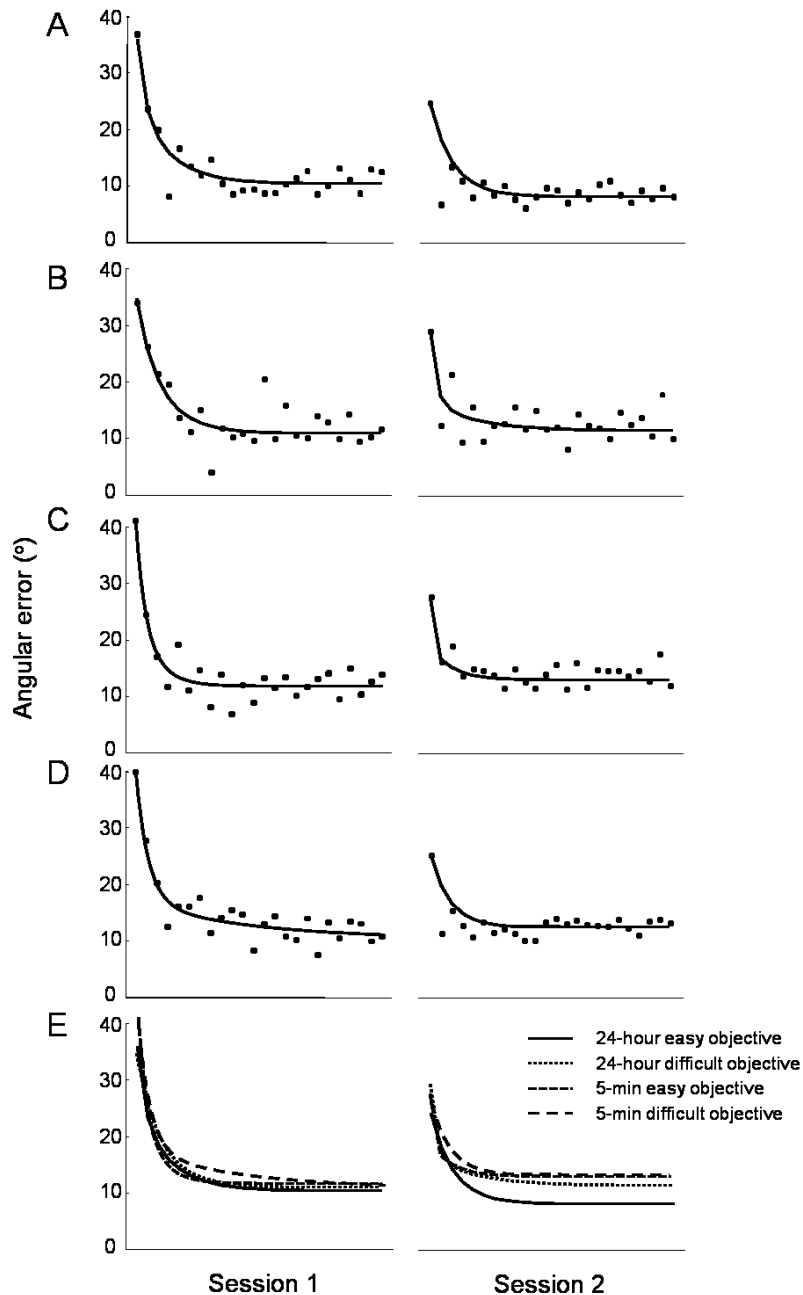 A
40
30
20
10
0
B
40
30
20
10
0
C
40
30
20
10
0
D
40
30
20
10
0
E
40
30
20
10
0
Angular error (º)
24-hour easy objective
24-hour difficult objective
5-min easy objective
5-min difficult objective
Session 1
Session 2